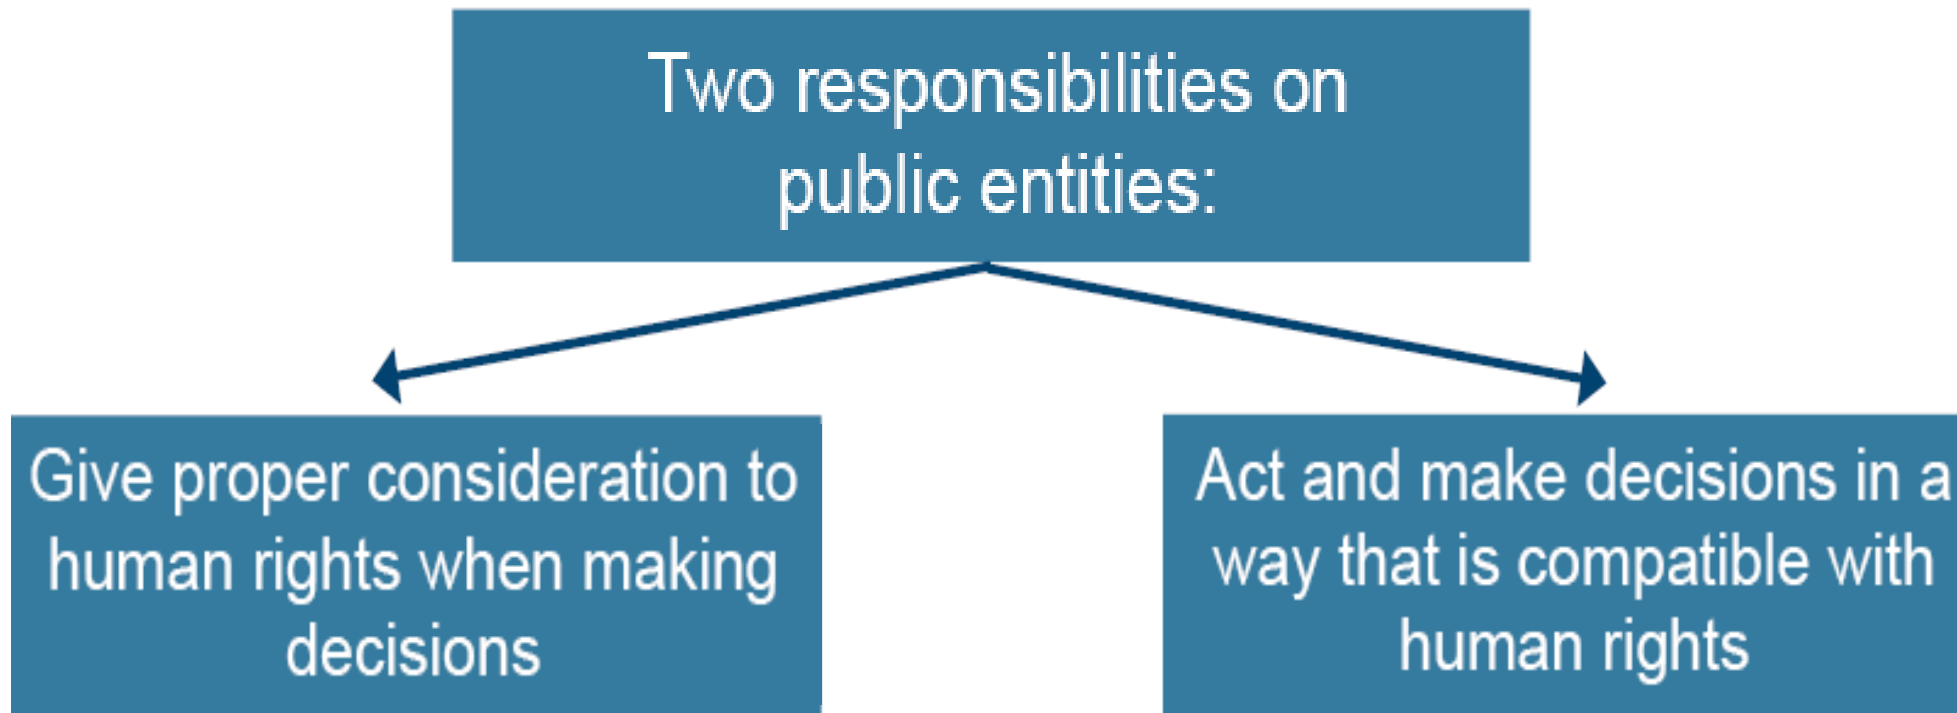 Two responsibilities on
public entities:
Give proper consideration to
human rights when making
decisions
Act and make decisions in a
way that is compatible with
human rights